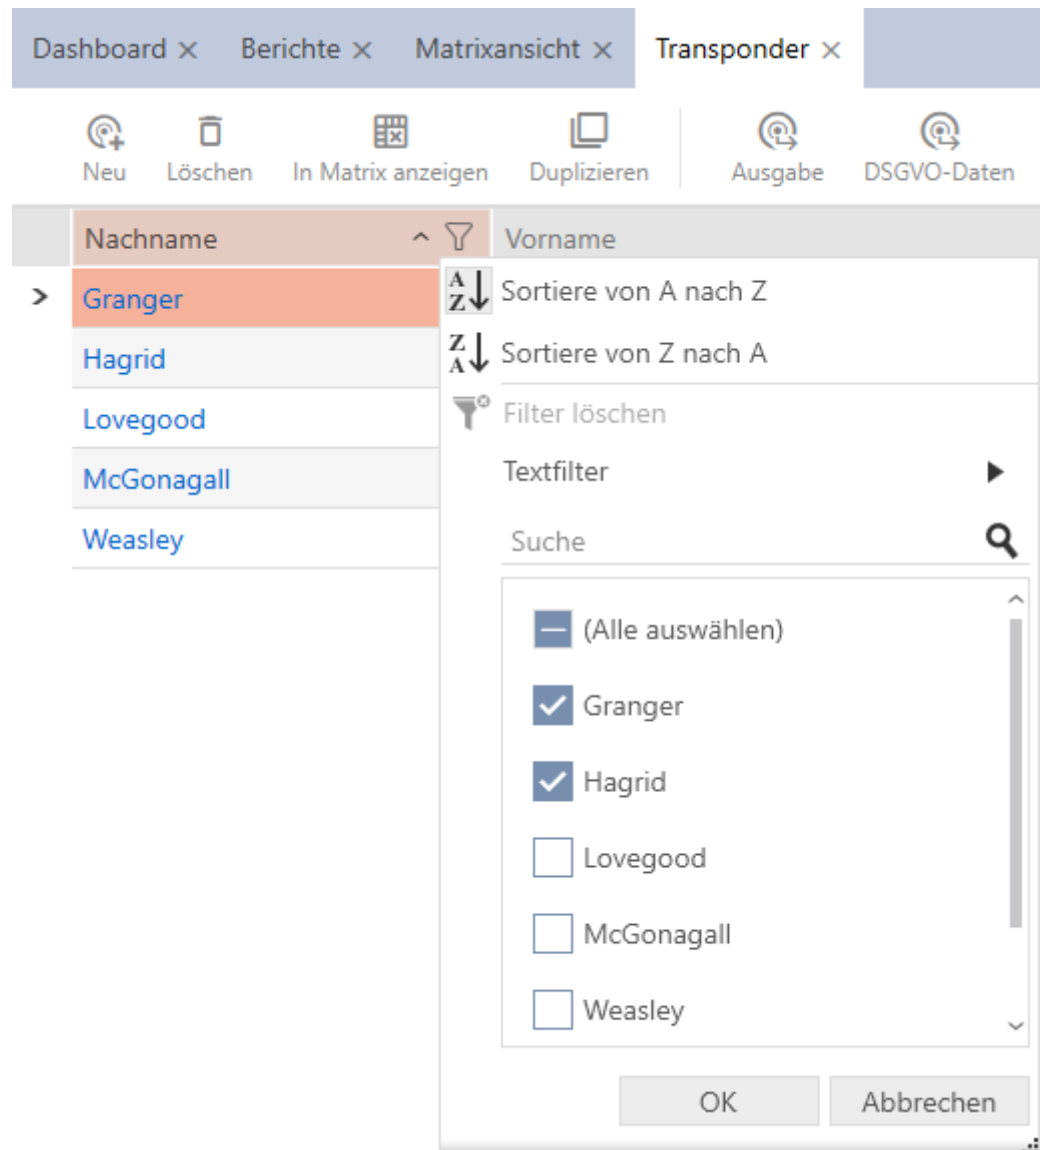 Dashboard Berichte Matrixansicht Transponder
Neu Löschen In Matrix anzeigen Duplizieren Ausgabe DSGVO-Daten
Nachname Vorname
Granger
Hagrid
Lovegood
McGonagall
Weasley
A Z Sortiere von A nach Z
Z A Sortiere von Z nach A
Filter löschen
Textfilter
Suche
(Alle auswählen)
Granger
Hagrid
Lovegood
McGonagall
Weasley
OK Abbrechen